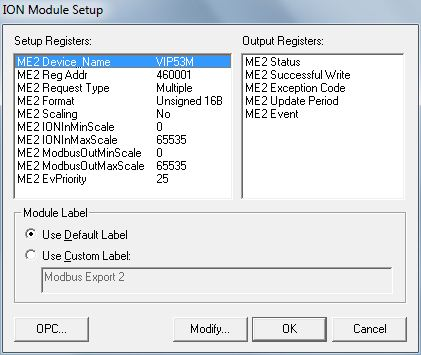 ION Module Setup
Setup Registers:
ME2 Device_Name VIP53M
ME2 Reg Addr 460001
ME2 Request Type Multiple
ME2 Format Unsigned 16B
ME2 Scaling No
ME2 IONInMinScale 0
ME2 IONInMaxScale 65535
ME2 ModbusOutMinScale 0
ME2 ModbusOutMaxScale 65535
ME2 EvPriority 25
Output Registers:
ME2 Status
ME2 Successful Write
ME2 Exception Code
ME2 Update Period
ME2 Event
Module Label
Use Default Label
Use Custom Label:
Modbus Export 2
OPC... Modify... OK Cancel